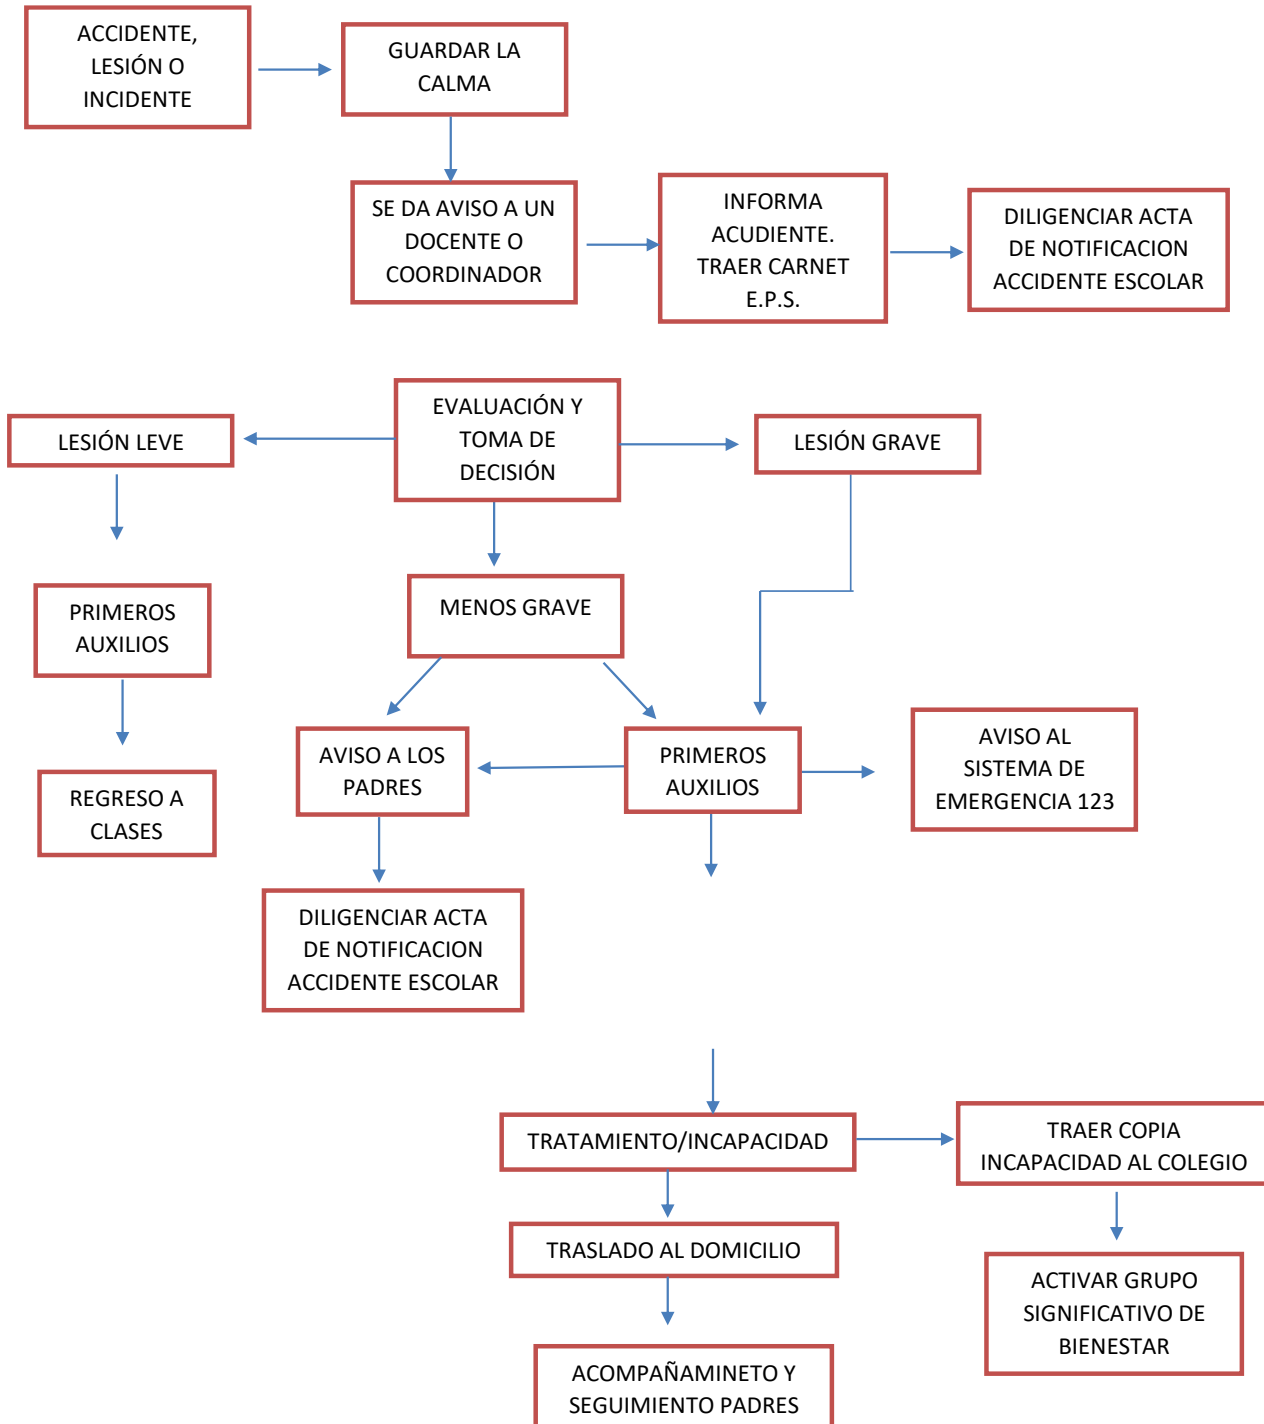 ACCIDENTE,
LESIÓN O
INCIDENTE
GUARDAR LA
CALMA
SE DA AVISO A UN
DOCENTE O
COORDINADOR
INFORMA
ACUDIENTE.
TRAER CARNET
E.P.S.
DILIGENCIAR ACTA
DE NOTIFICACION
ACCIDENTE ESCOLAR
EVALUACIÓN Y
TOMA DE
DECISIÓN
LESIÓN LEVE
LESIÓN GRAVE
PRIMEROS
AUXILIOS
MENOS GRAVE
REGRESO A
CLASES
AVISO A LOS
PADRES
PRIMEROS
AUXILIOS
AVISO AL
SISTEMA DE
EMERGENCIA 123
DILIGENCIAR ACTA
DE NOTIFICACION
ACCIDENTE ESCOLAR
TRATAMIENTO/INCAPACIDAD
TRAER COPIA
INCAPACIDAD AL COLEGIO
TRASLADO AL DOMICILIO
ACTIVAR GRUPO
SIGNIFICATIVO DE
BIENESTAR
ACOMPAÑAMINETO Y
SEGUIMIENTO PADRES